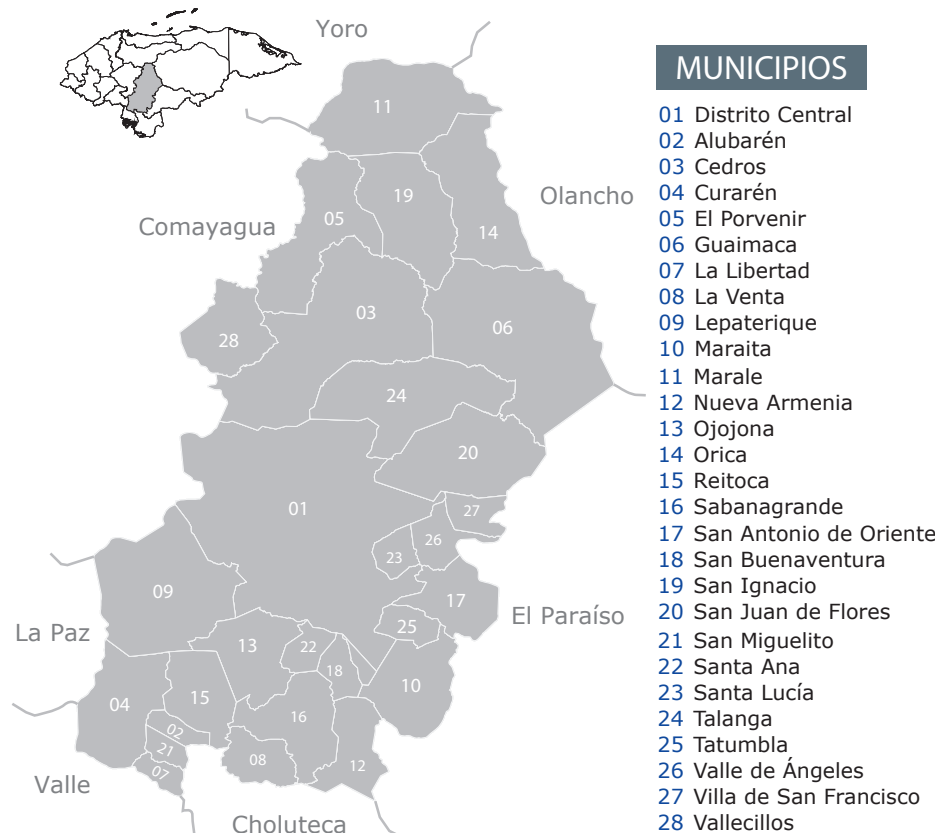 Yoro
MUNICIPIOS
11
01 Distrito Central
02 Alubarén
03 Cedros
04 Curarén
05 El Porvenir
06 Guaimaca
07 La Libertad
08 La Venta
09 Lepaterique
10 Maraita
11 Marale
12 Nueva Armenia
13 Ojojona
14 Orica
15 Reitoca
16 Sabanagrande
17 San Antonio de Oriente
18 San Buenaventura
19 San Ignacio
20 San Juan de Flores
21 San Miguelito
22 Santa Ana
23 Santa Lucía
24 Talanga
25 Tatumbla
26 Valle de Ángeles
27 Villa de San Francisco
28 Vallecillos
Olancho
19
05
14
Comayagua
03
06
28
24
20
01
27
26
23
09
17
El Paraíso
25
La Paz
13
22
18
10
04
15
16
02
21
08
12
07
Valle
Choluteca